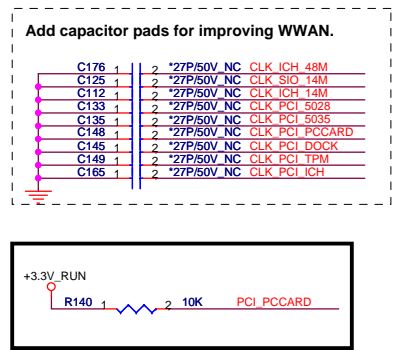 Add capacitor pads for improving WWAN.
C176 1 2 *27P/50V_NC CLK_ICH_48M
C125 1 2 *27P/50V_NC CLK_SIO_14M
C112 1 2 *27P/50V_NC CLK_ICH_14M
C133 1 2 *27P/50V_NC CLK_PCI_5028
C135 1 2 *27P/50V_NC CLK_PCI_5035
C148 1 2 *27P/50V_NC CLK_PCI_PCCARD
C145 1 2 *27P/50V_NC CLK_PCI_DOCK
C149 1 2 *27P/50V_NC CLK_PCI_TPM
C165 1 2 *27P/50V_NC CLK_PCI_ICH
+3.3V_RUN
R140 1 2 10K PCI_PCCARD